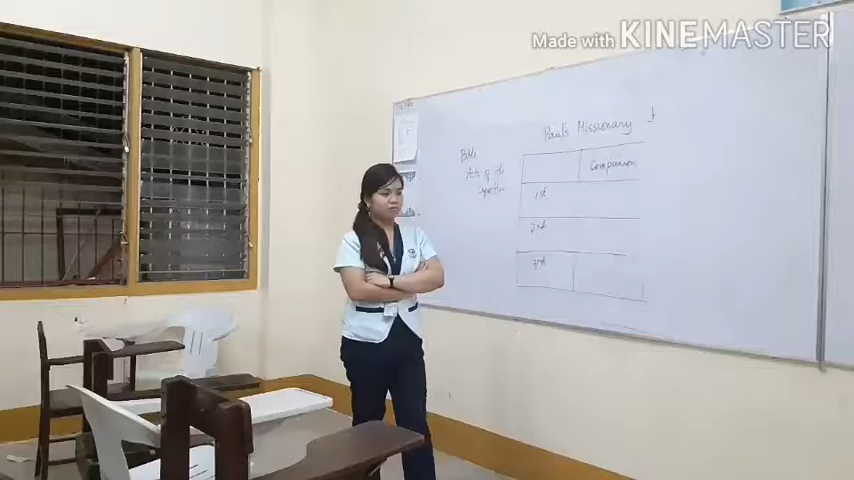 Made with KINEMASTER
Paul's Missionary J
Bible
Acts of the
Apostles
Companion
1st
2nd
3rd